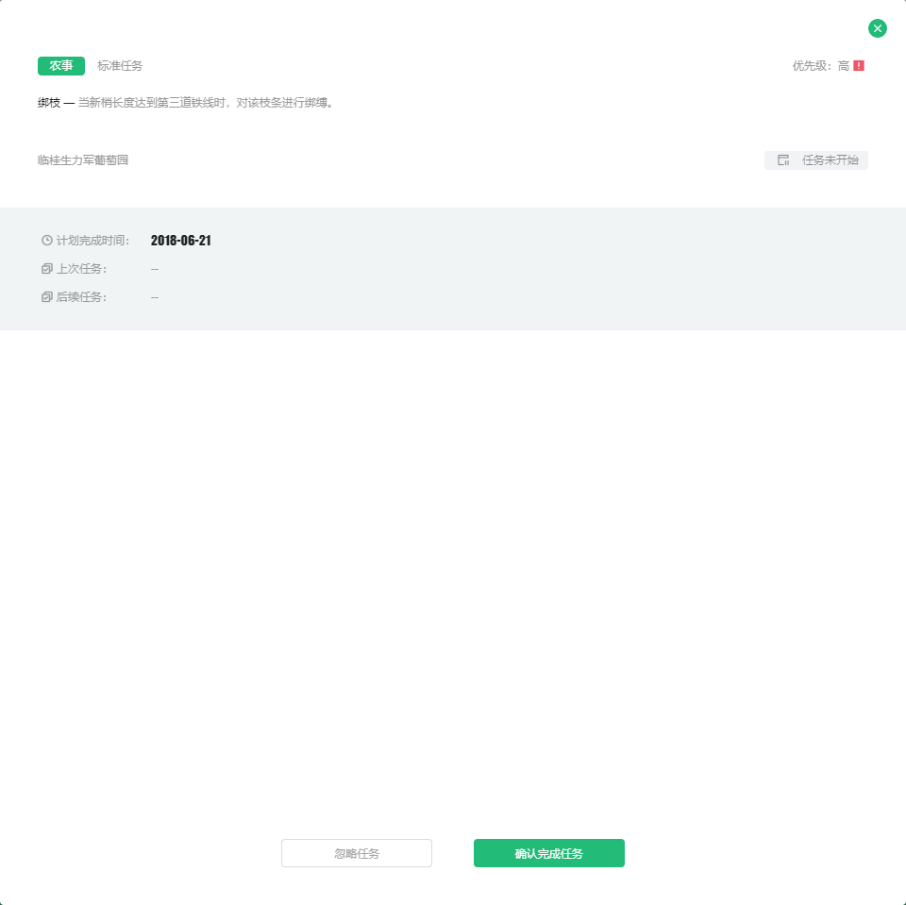 农事 标准任务 优先级：高
绑枝 — 当新梢长度达到第三道铁线时，对该枝条进行绑缚。
临桂生力军葡萄园 任务未开始
计划完成时间： 2018-06-21
上次任务： --
后续任务： --
忽略任务 确认完成任务